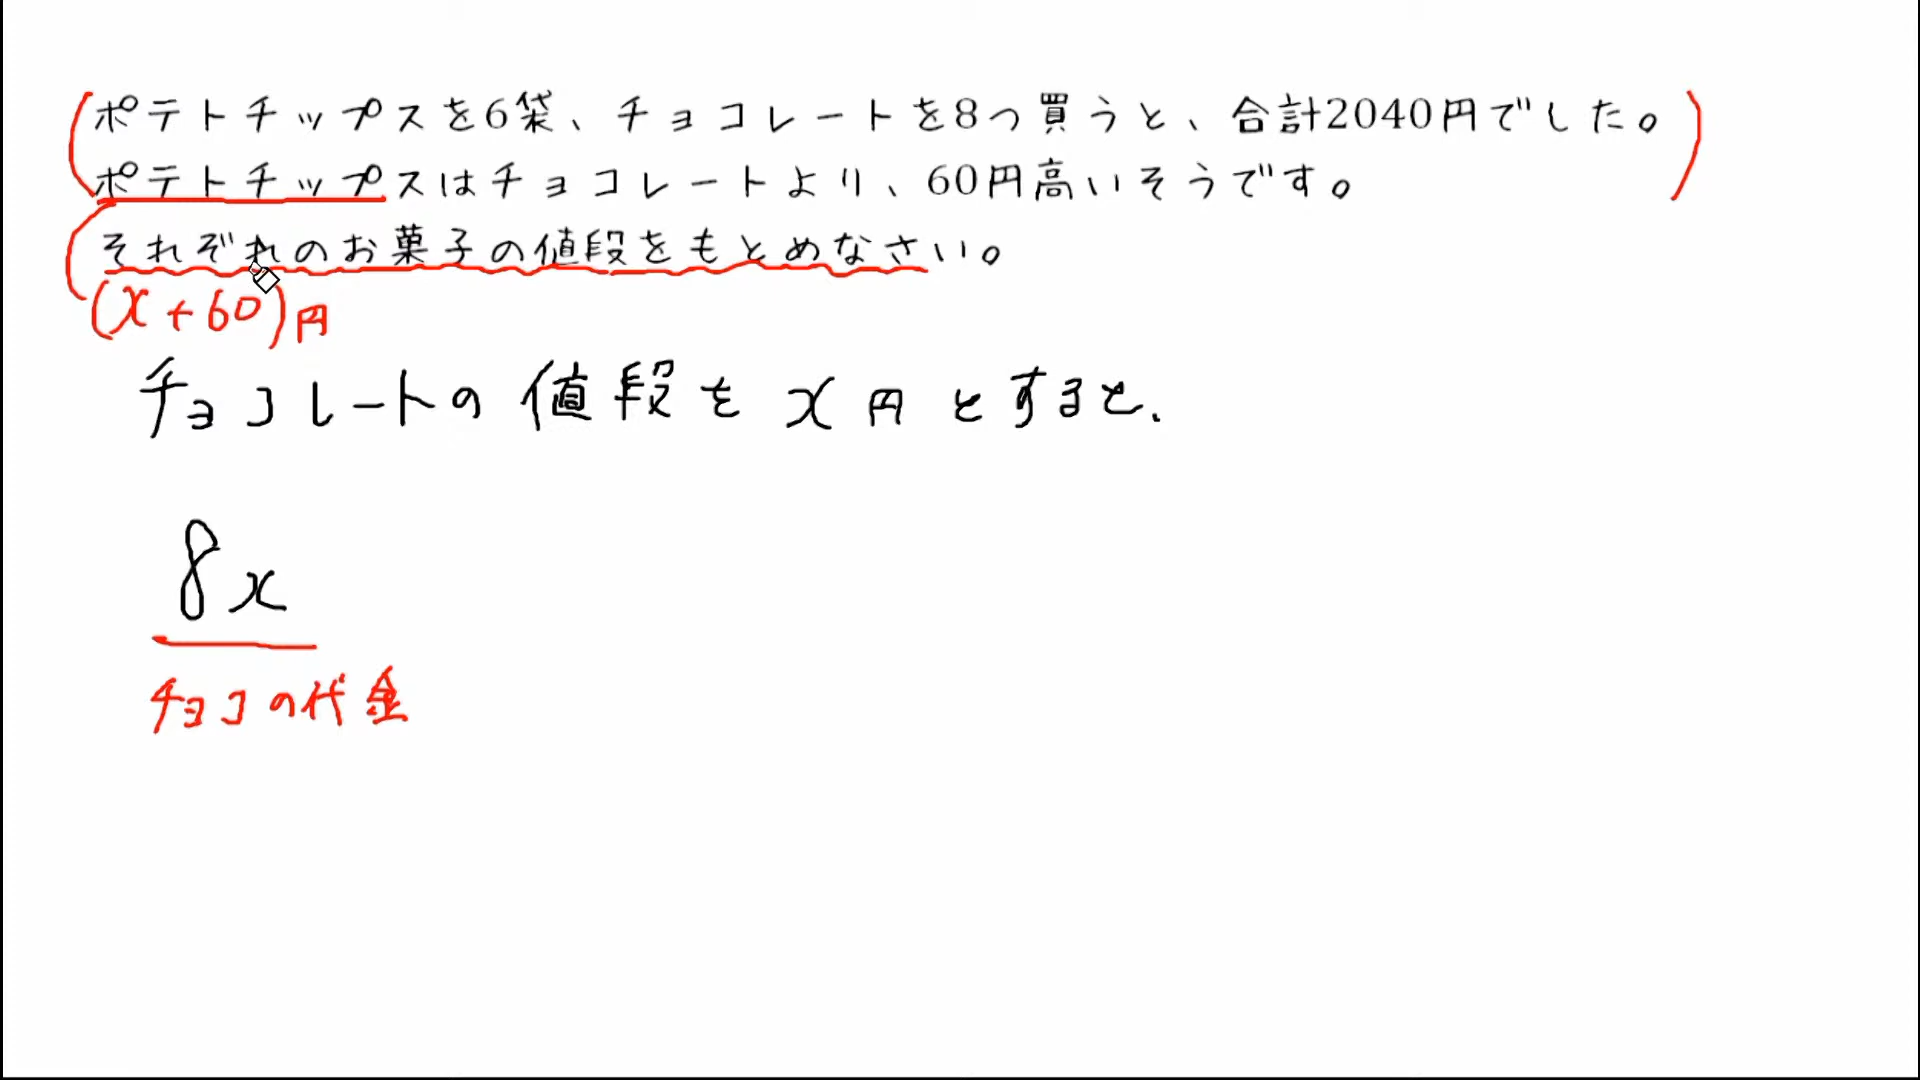 ポテトチップスを6袋、チョコレートを8つ買うと、合計2040円でした。
ポテトチップスはチョコレートより、60円高いそうです。
それぞれのお菓子の値段をもとめなさい。
(x+60)円
チョコレートの値段をx円とすると、
8x
チョコの代金